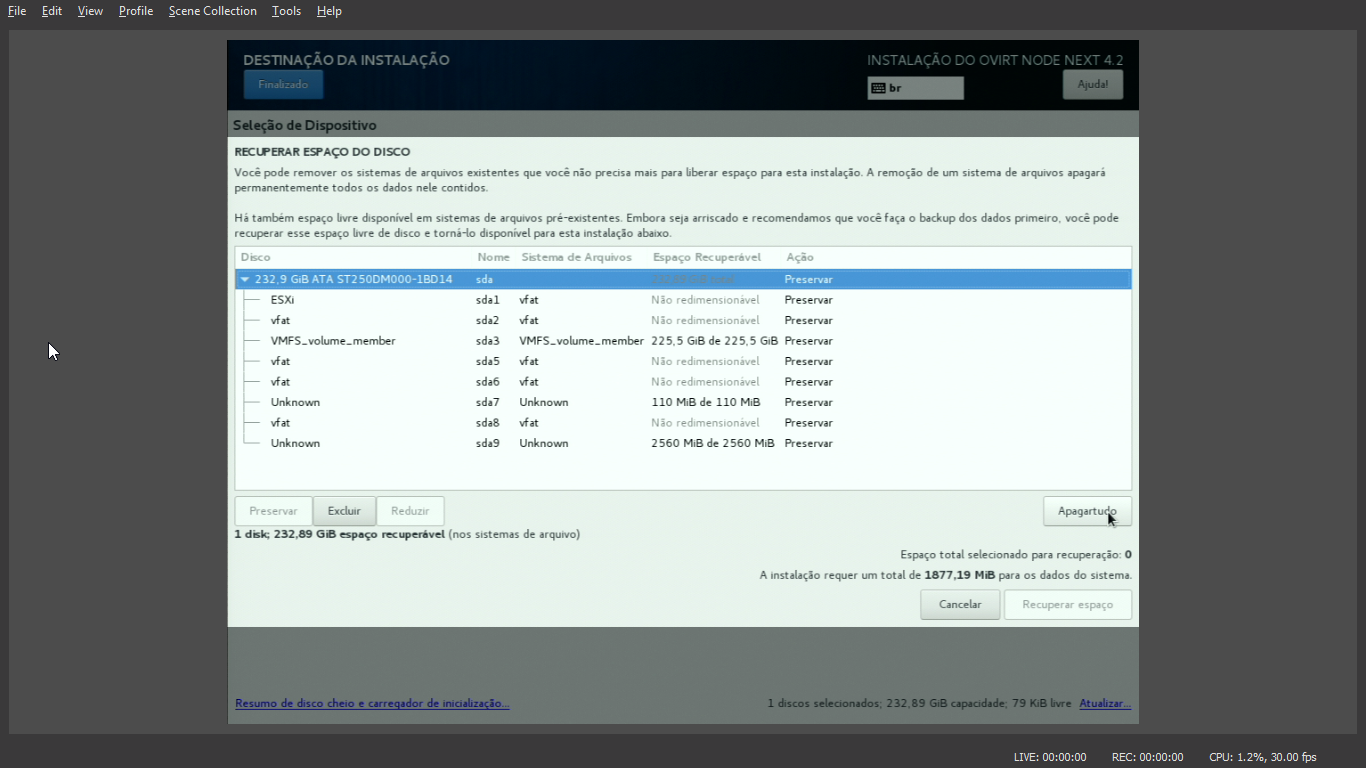 File Edit View Profile Scene Collection Tools Help
DESTINAÇÃO DA INSTALAÇÃO
INSTALAÇÃO DO OVIRT NODE NEXT 4.2
Finalizado
br
Ajuda!
Seleção de Dispositivo
RECUPERAR ESPAÇO DO DISCO
Você pode remover os sistemas de arquivos existentes que você não precisa mais para liberar espaço para esta instalação. A remoção de um sistema de arquivos apagará
permanentemente todos os dados nele contidos.
Há também espaço livre disponível em sistemas de arquivos pré-existentes. Embora seja arriscado e recomendamos que você faça o backup dos dados primeiro, você pode
recuperar esse espaço livre de disco e torná-lo disponível para esta instalação abaixo.
Disco Nome Sistema de Arquivos Espaço Recuperável Ação
232,9 GiB ATA ST250DM000-1BD14 sda Preservar
ESXi sda1 vfat Não redimensionável Preservar
vfat sda2 vfat Não redimensionável Preservar
VMFS_volume_member sda3 VMFS_volume_member 225,5 GiB de 225,5 GiB Preservar
vfat sda5 vfat Não redimensionável Preservar
vfat sda6 vfat Não redimensionável Preservar
Unknown sda7 Unknown 110 MiB de 110 MiB Preservar
vfat sda8 vfat Não redimensionável Preservar
Unknown sda9 Unknown 2560 MiB de 2560 MiB Preservar
Preservar Excluir Reduzir Apagartudo
1 disk; 232,89 GiB espaço recuperável (nos sistemas de arquivo)
Espaço total selecionado para recuperação: 0
A instalação requer um total de 1877,19 MiB para os dados do sistema.
Cancelar Recuperar espaço
Resumo de disco cheio e carregador de inicialização...
1 discos selecionados; 232,89 GiB capacidade; 79 KiB livre Atualizar...
LIVE: 00:00:00 REC: 00:00:00 CPU: 1.2%, 30.00 fps